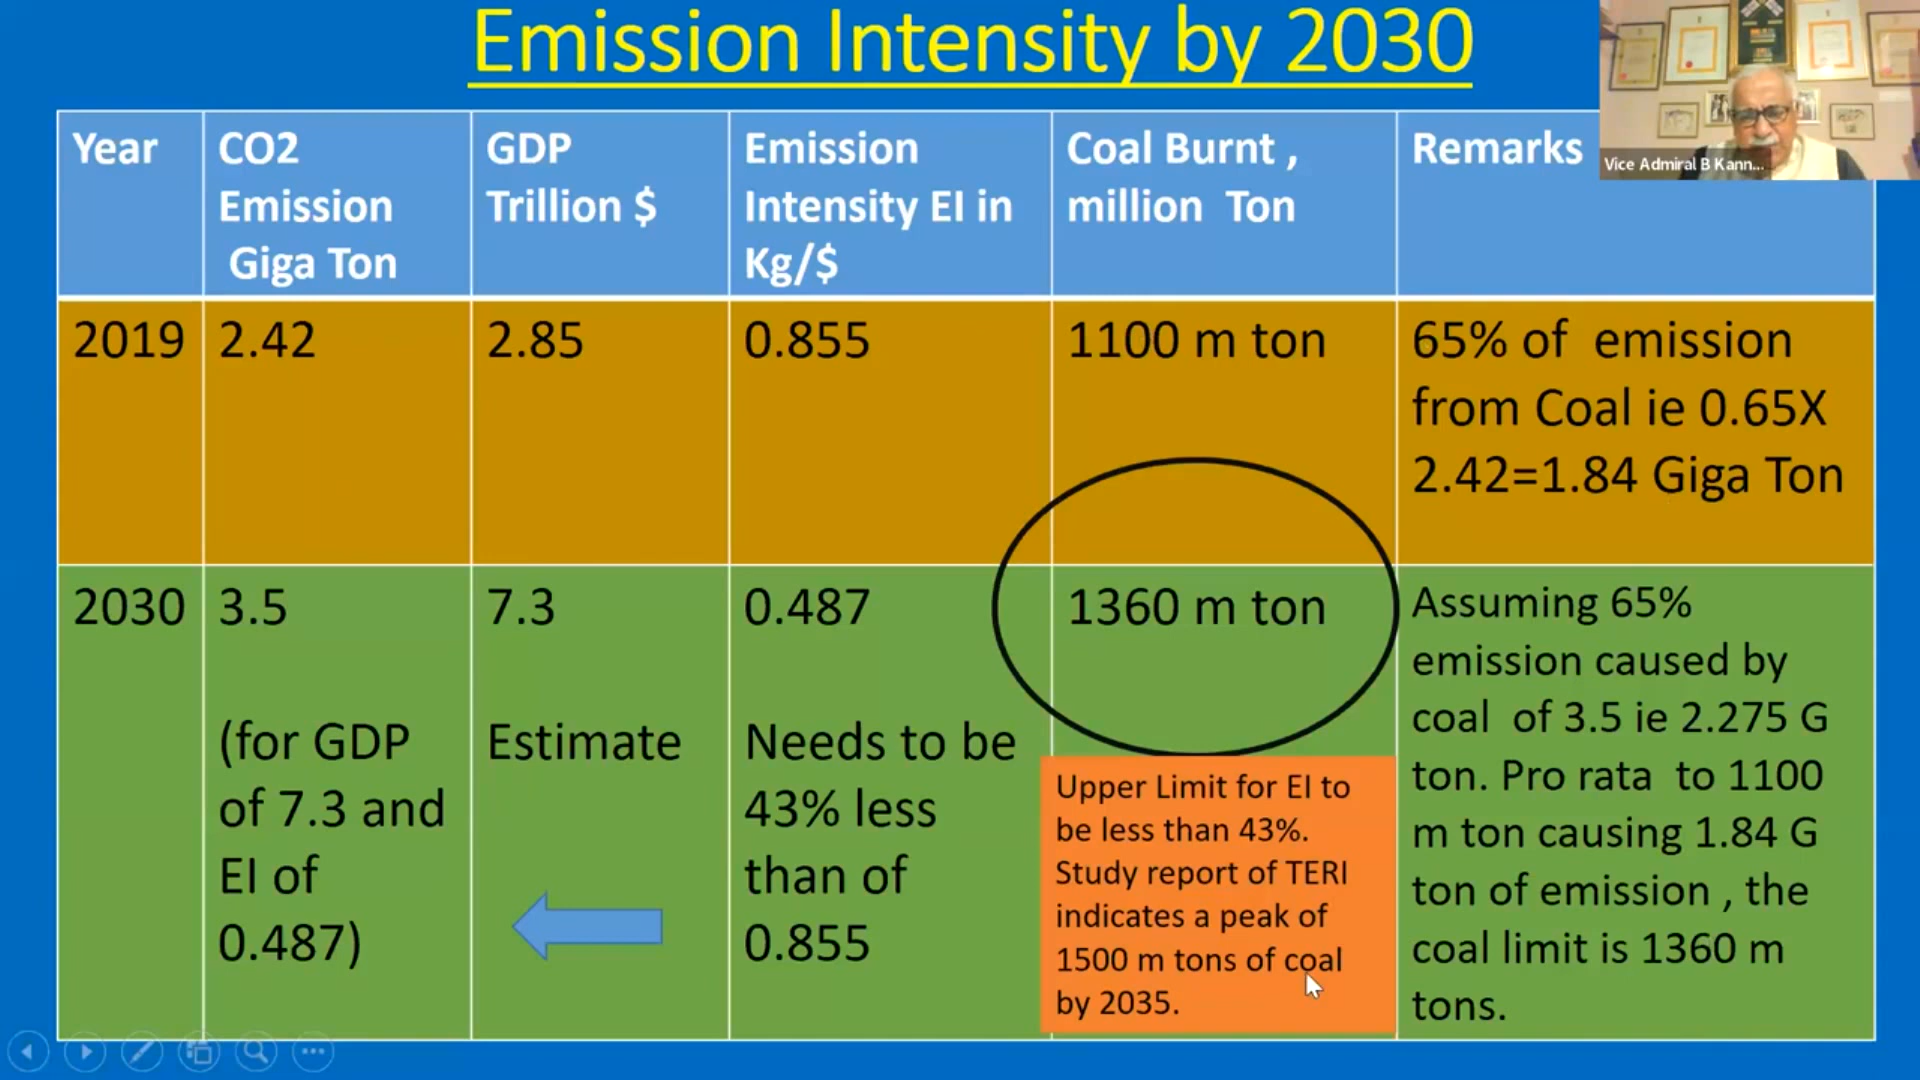 Emission Intensity by 2030
Vice Admiral B Kann...
Year
CO2
Emission
Giga Ton
GDP
Trillion $
Emission
Intensity EI in
Kg/$
Coal Burnt ,
million Ton
Remarks
2019
2.42
2.85
0.855
1100 m ton
65% of emission
from Coal ie 0.65X
2.42=1.84 Giga Ton
2030
3.5
(for GDP
of 7.3 and
EI of
0.487)
7.3
Estimate
0.487
Needs to be
43% less
than of
0.855
1360 m ton
Upper Limit for EI to
be less than 43%.
Study report of TERI
indicates a peak of
1500 m tons of coal
by 2035.
Assuming 65%
emission caused by
coal of 3.5 ie 2.275 G
ton. Pro rata to 1100
m ton causing 1.84 G
ton of emission , the
coal limit is 1360 m
tons.